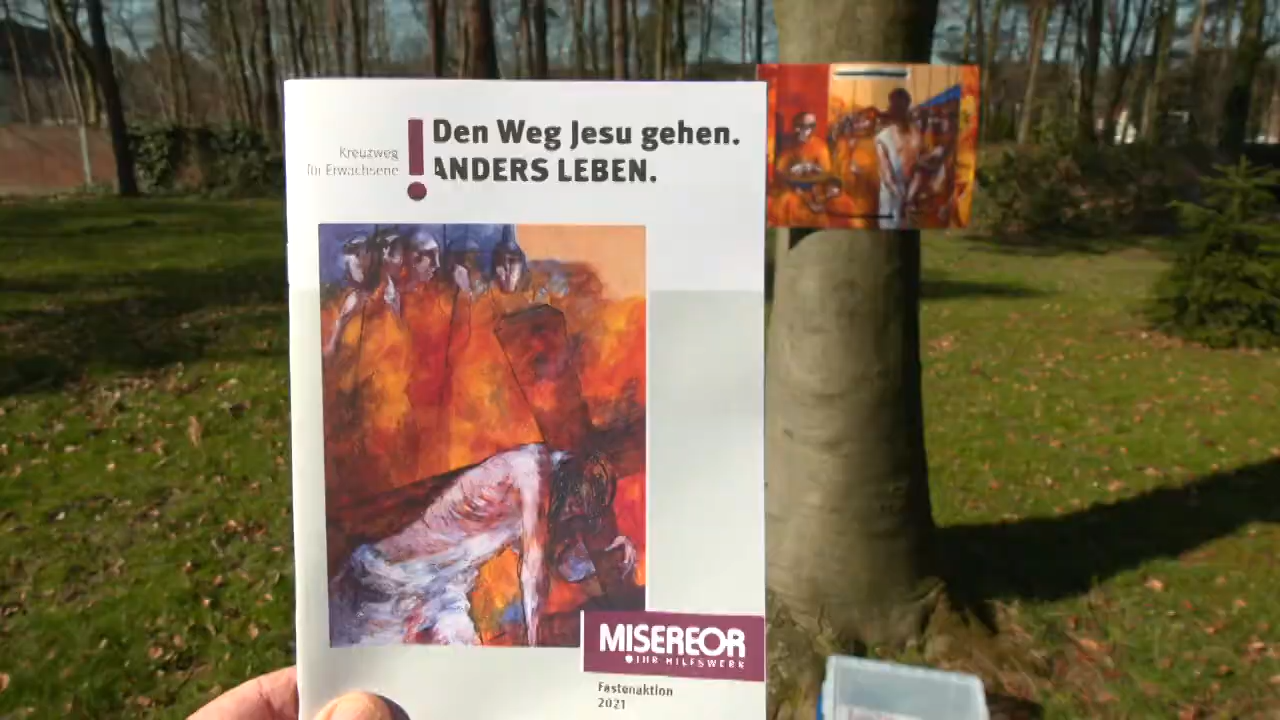 Kreuzweg
für Erwachsene
!
Den Weg Jesu gehen.
ANDERS LEBEN.
MISEREOR
IHR HILFSWERK
Fastenaktion
2021